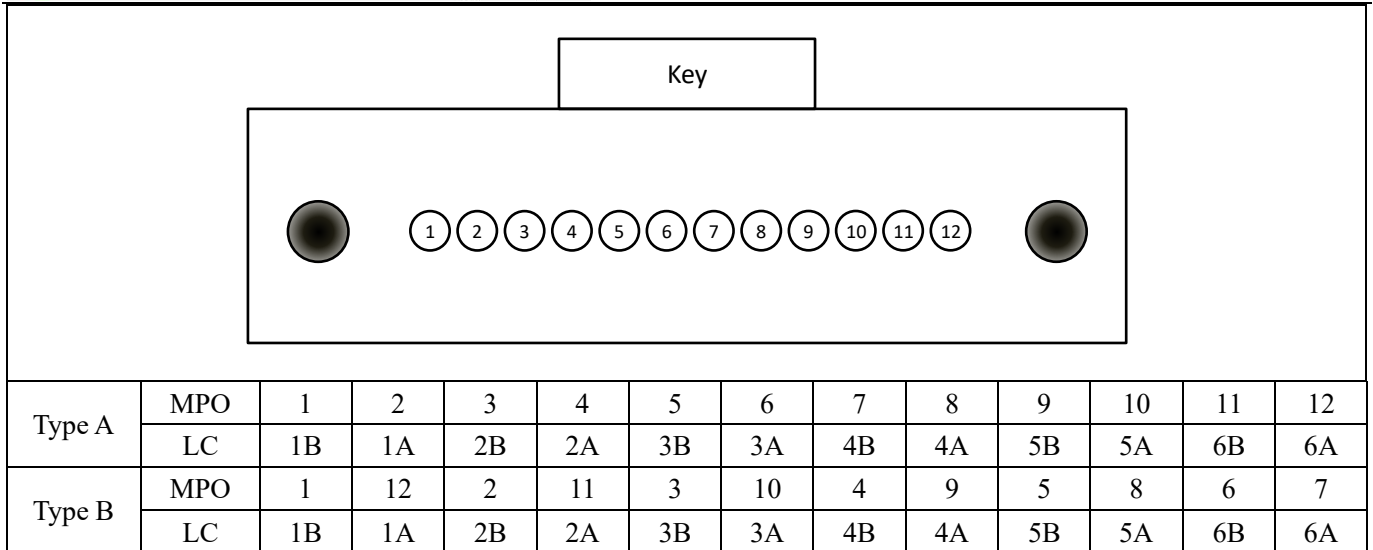 Key
1 2 3 4 5 6 7 8 9 10 11 12
Type A MPO 1 2 3 4 5 6 7 8 9 10 11 12
LC 1B 1A 2B 2A 3B 3A 4B 4A 5B 5A 6B 6A
Type B MPO 1 12 2 11 3 10 4 9 5 8 6 7
LC 1B 1A 2B 2A 3B 3A 4B 4A 5B 5A 6B 6A